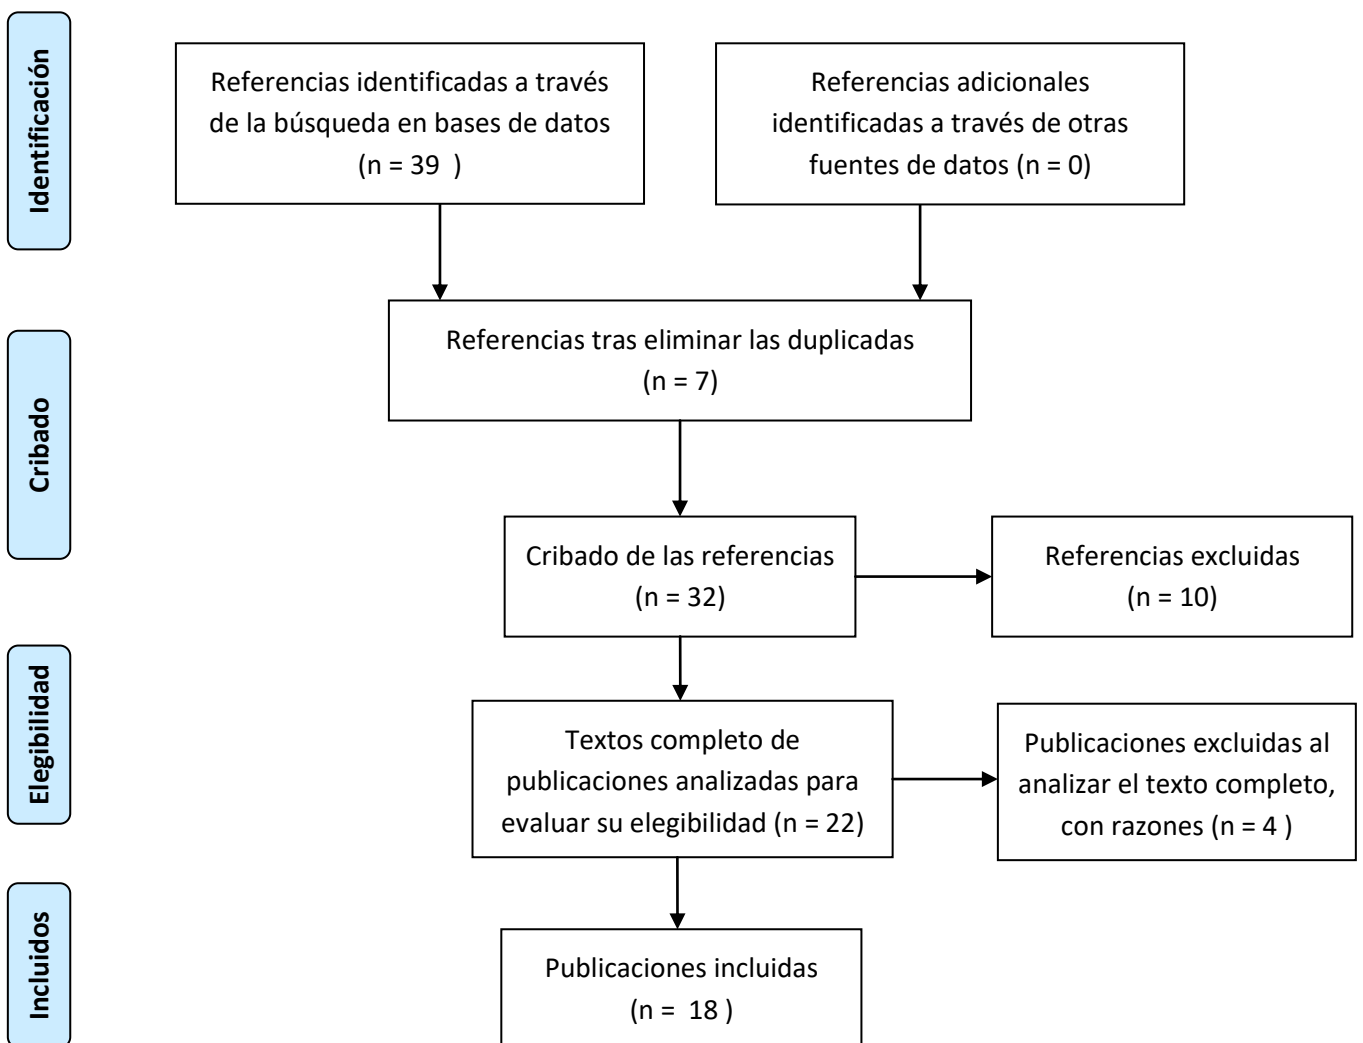 Identificación
Referencias identificadas a través
de la búsqueda en bases de datos
(n = 39  )
Referencias adicionales
identificadas a través de otras
fuentes de datos (n = 0)
Cribado
Referencias tras eliminar las duplicadas
(n = 7)
Cribado de las referencias
(n = 32)
Referencias excluidas
(n = 10)
Elegibilidad
Textos completo de
publicaciones analizadas para
evaluar su elegibilidad (n = 22)
Publicaciones excluidas al
analizar el texto completo,
con razones (n = 4 )
Incluidos
Publicaciones incluidas
(n =  18 )